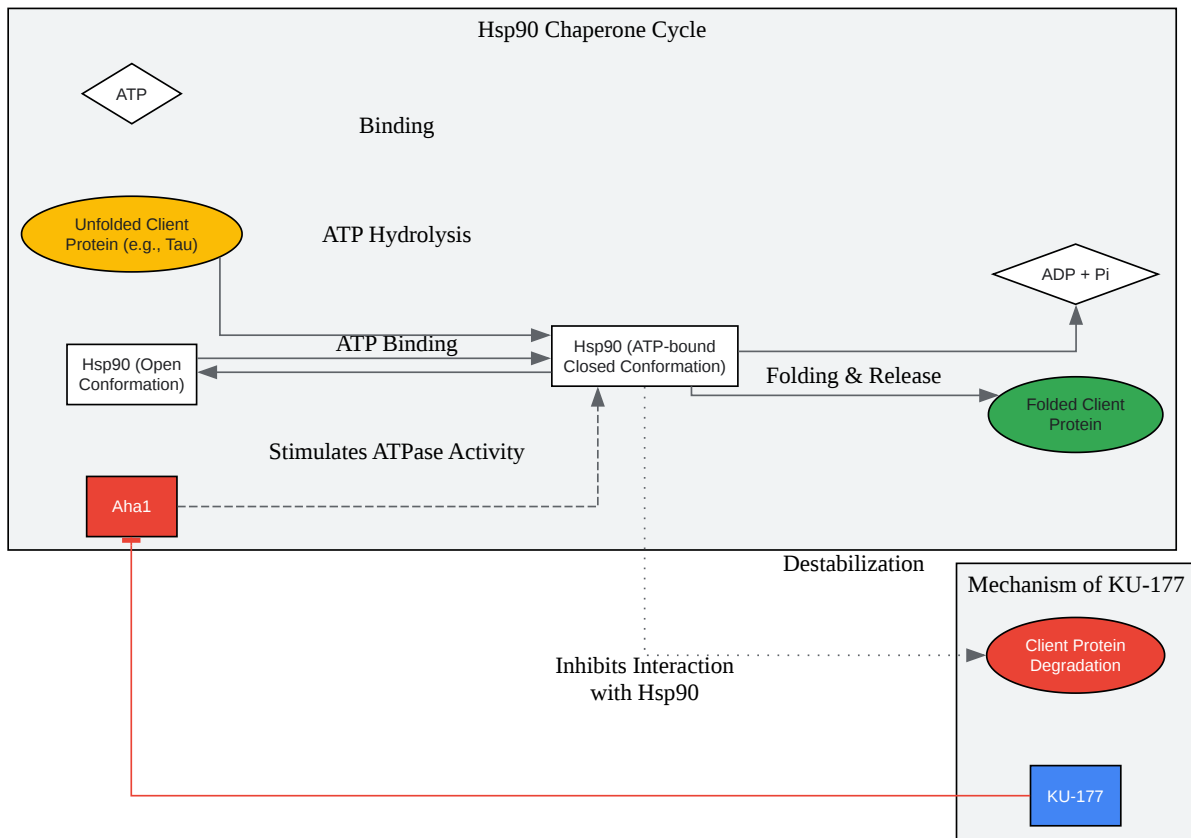 Hsp90 Chaperone Cycle
ATP
Binding
Unfolded Client
Protein (e.g., Tau)
ATP Hydrolysis
ADP + Pi
ATP Binding
Hsp90 (Open
Conformation)
Hsp90 (ATP-bound
Closed Conformation)
Folding & Release
Folded Client
Protein
Stimulates ATPase Activity
Aha1
Destabilization
Mechanism of KU-177
Client Protein
Degradation
Inhibits Interaction
with Hsp90
KU-177